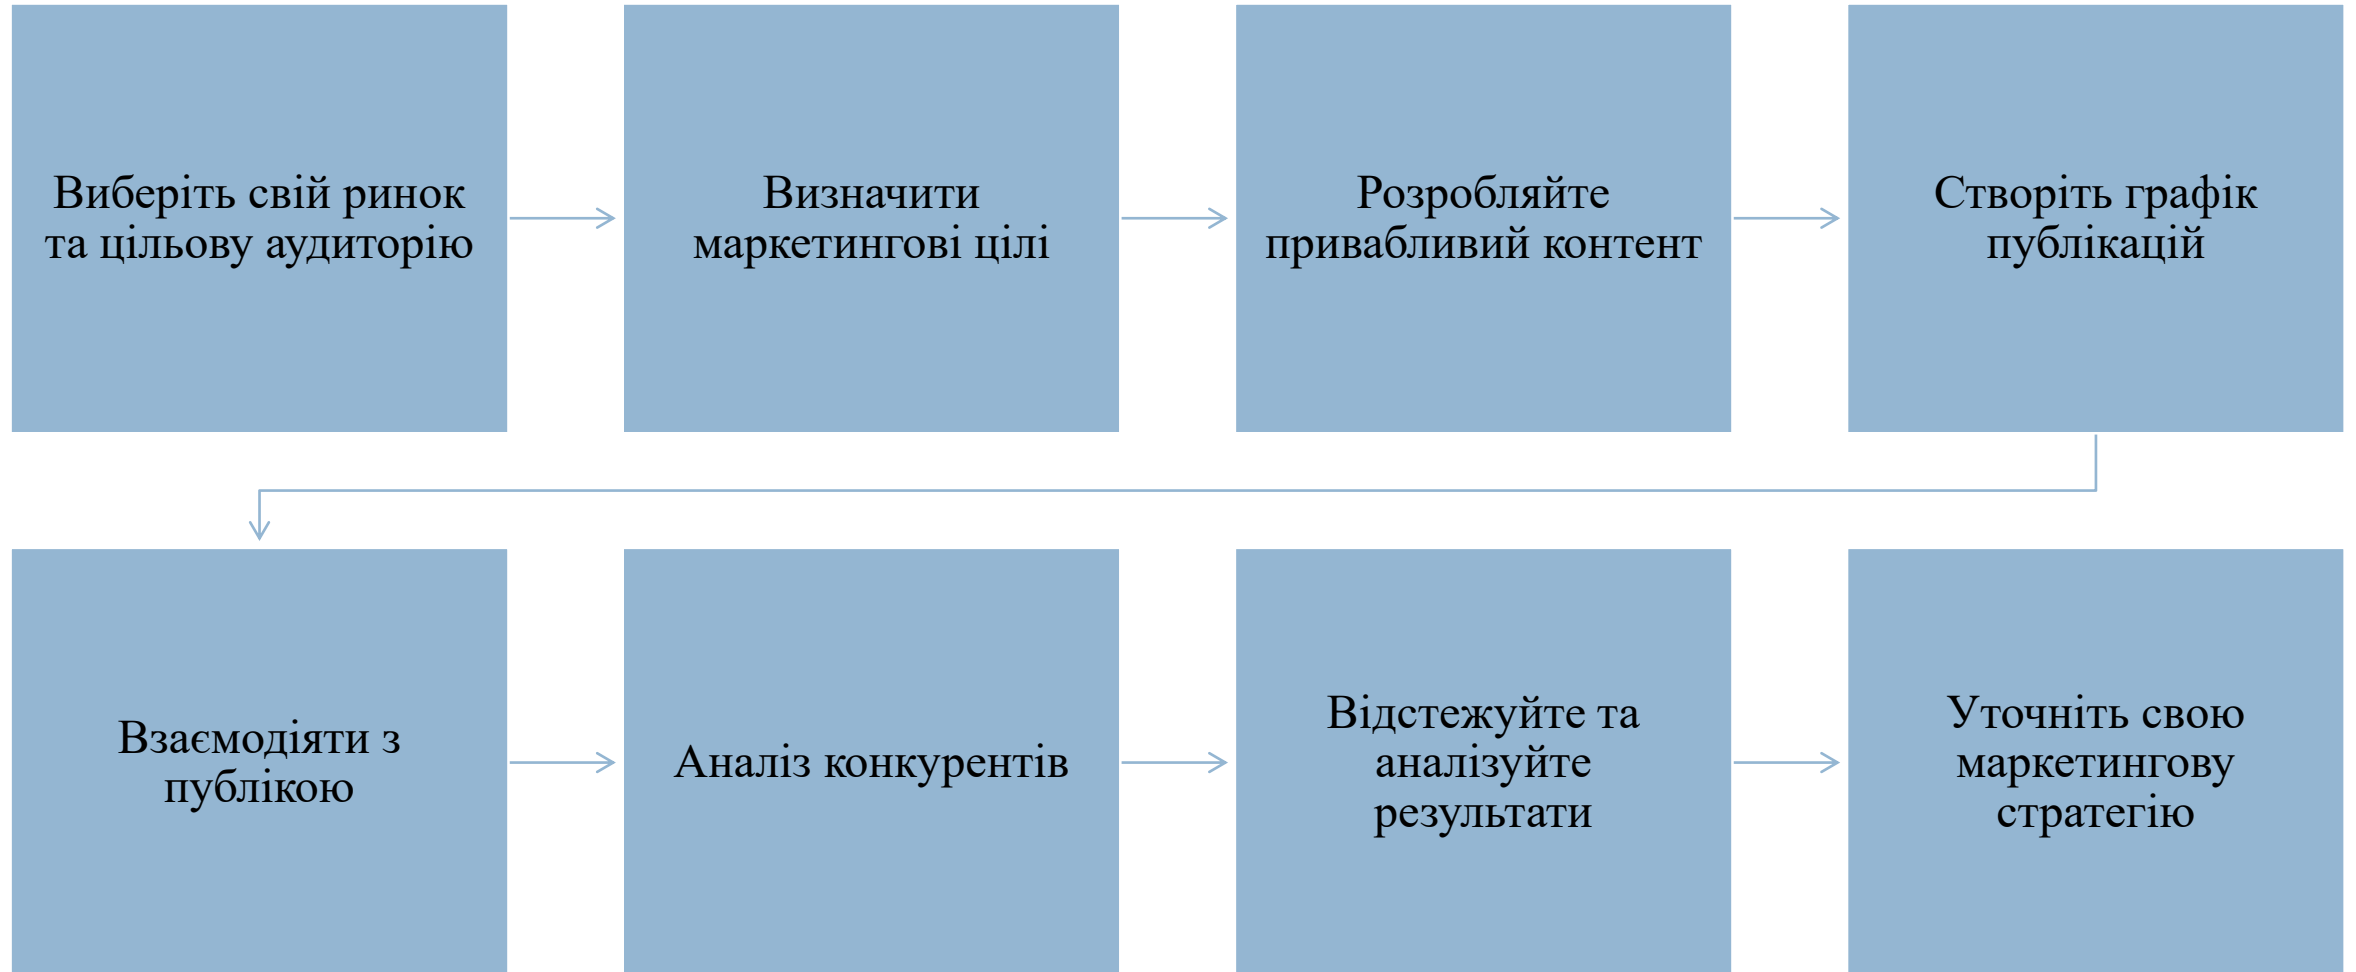 Виберіть свій ринок
та цільову аудиторію
Визначити
маркетингові цілі
Розробляйте
привабливий контент
Створіть графік
публікацій
Взаємодіяти з
публікою
Аналіз конкурентів
Відстежуйте та
аналізуйте
результати
Уточніть свою
маркетингову
стратегію